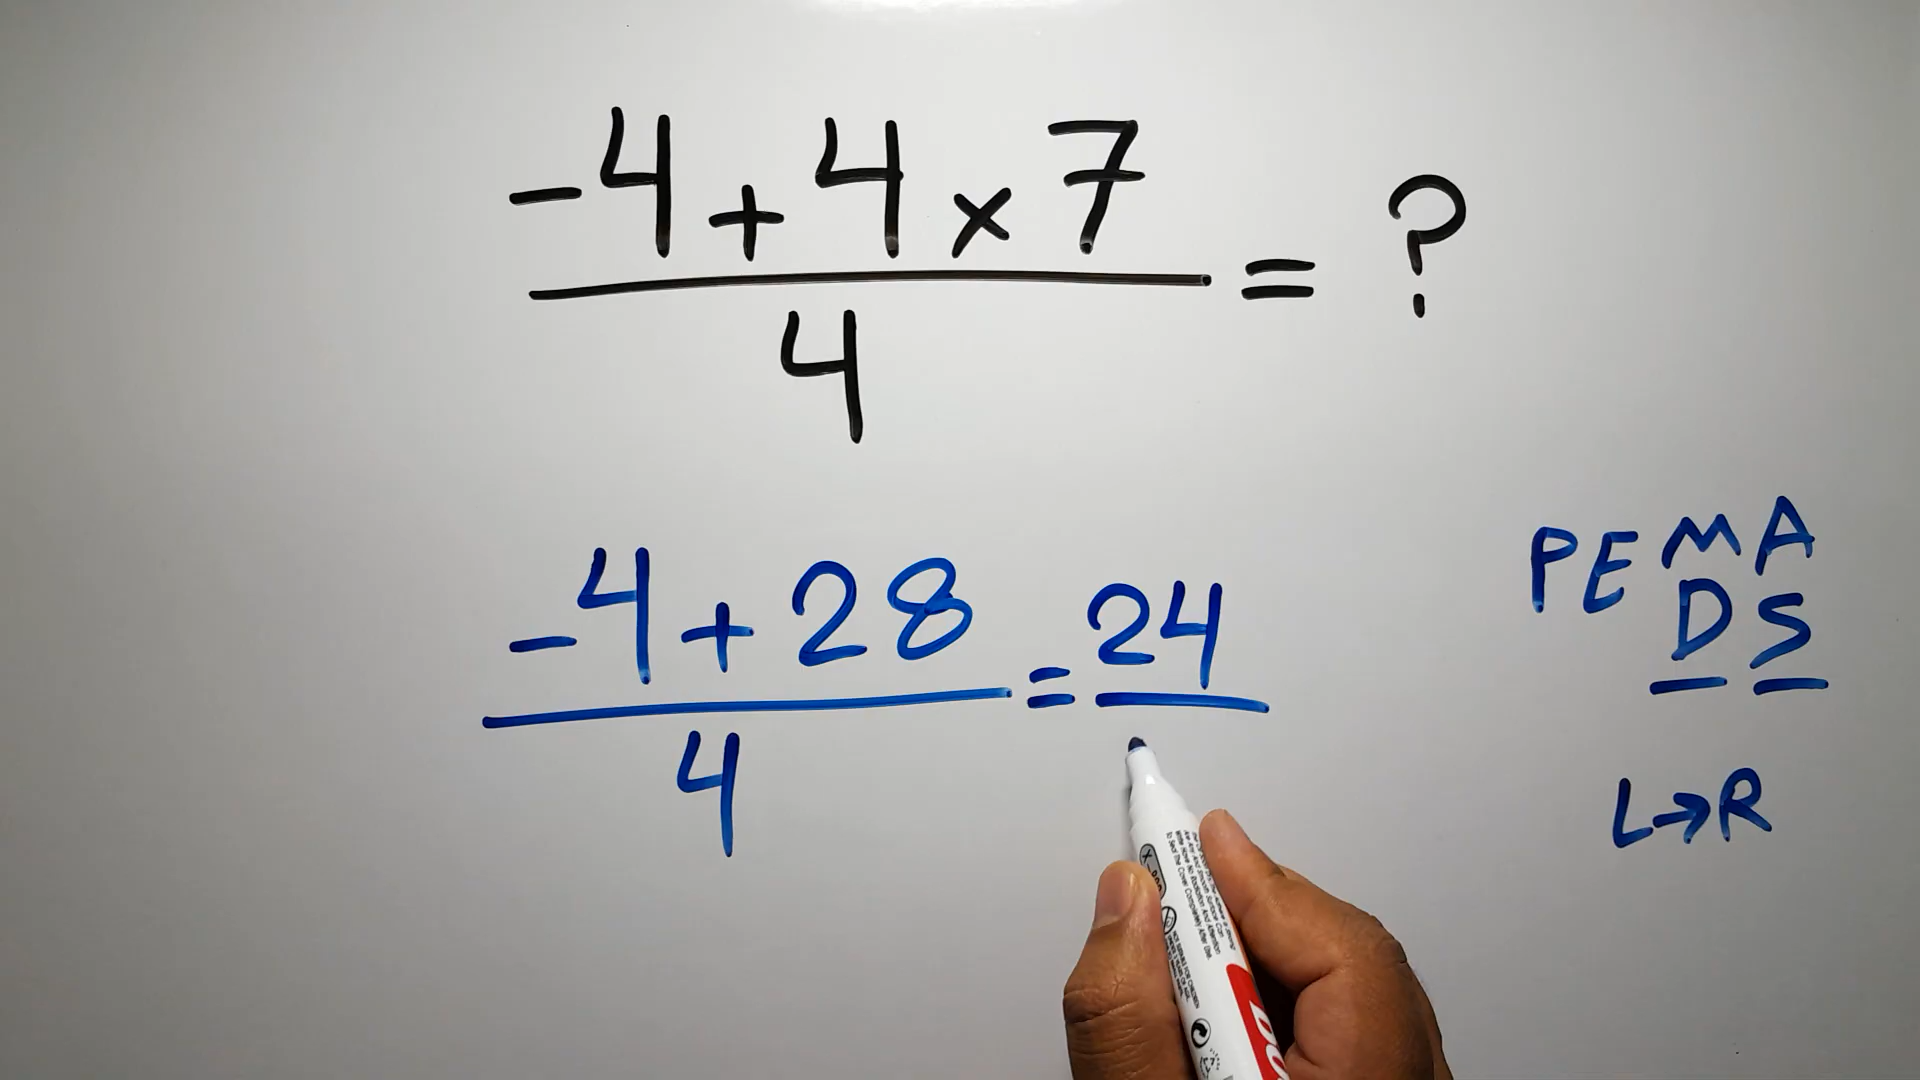 -4 + 4 × 7
4
= ?
-4 + 28
4
= 24
PEMA
DS
L→R